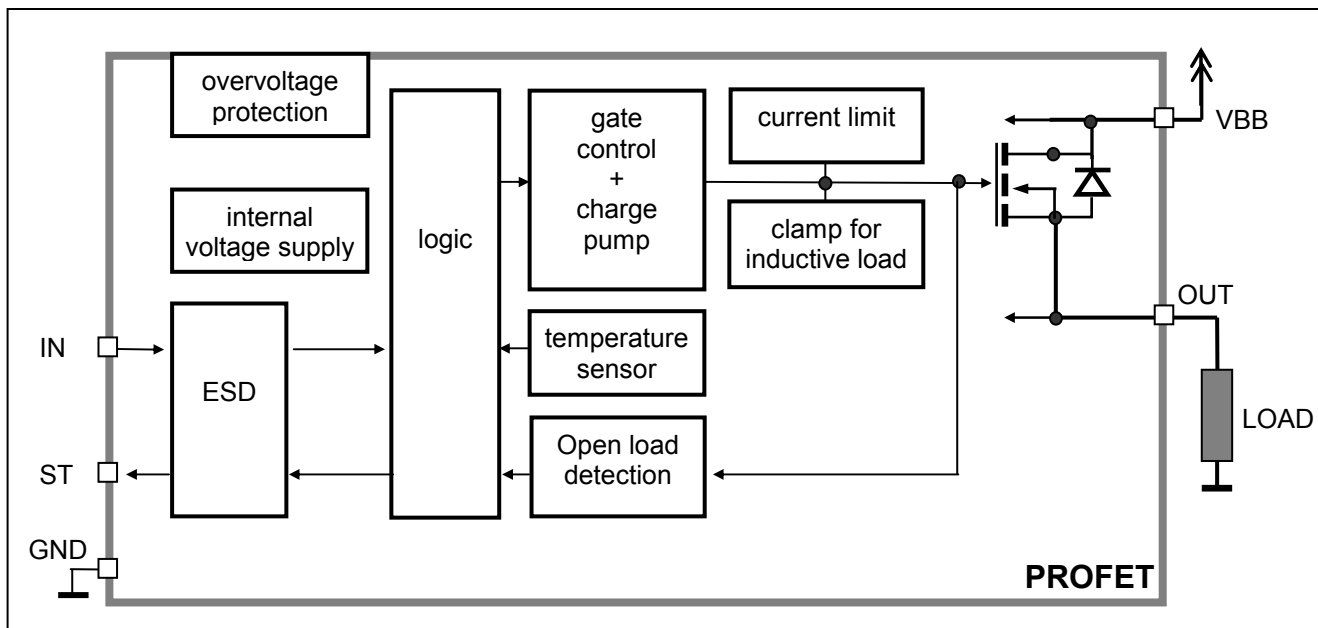 overvoltage
protection
internal
voltage supply
logic
gate
control
+
charge
pump
current limit
clamp for
inductive load
VBB
OUT
LOAD
IN
ESD
temperature
sensor
ST
Open load
detection
GND
PROFET